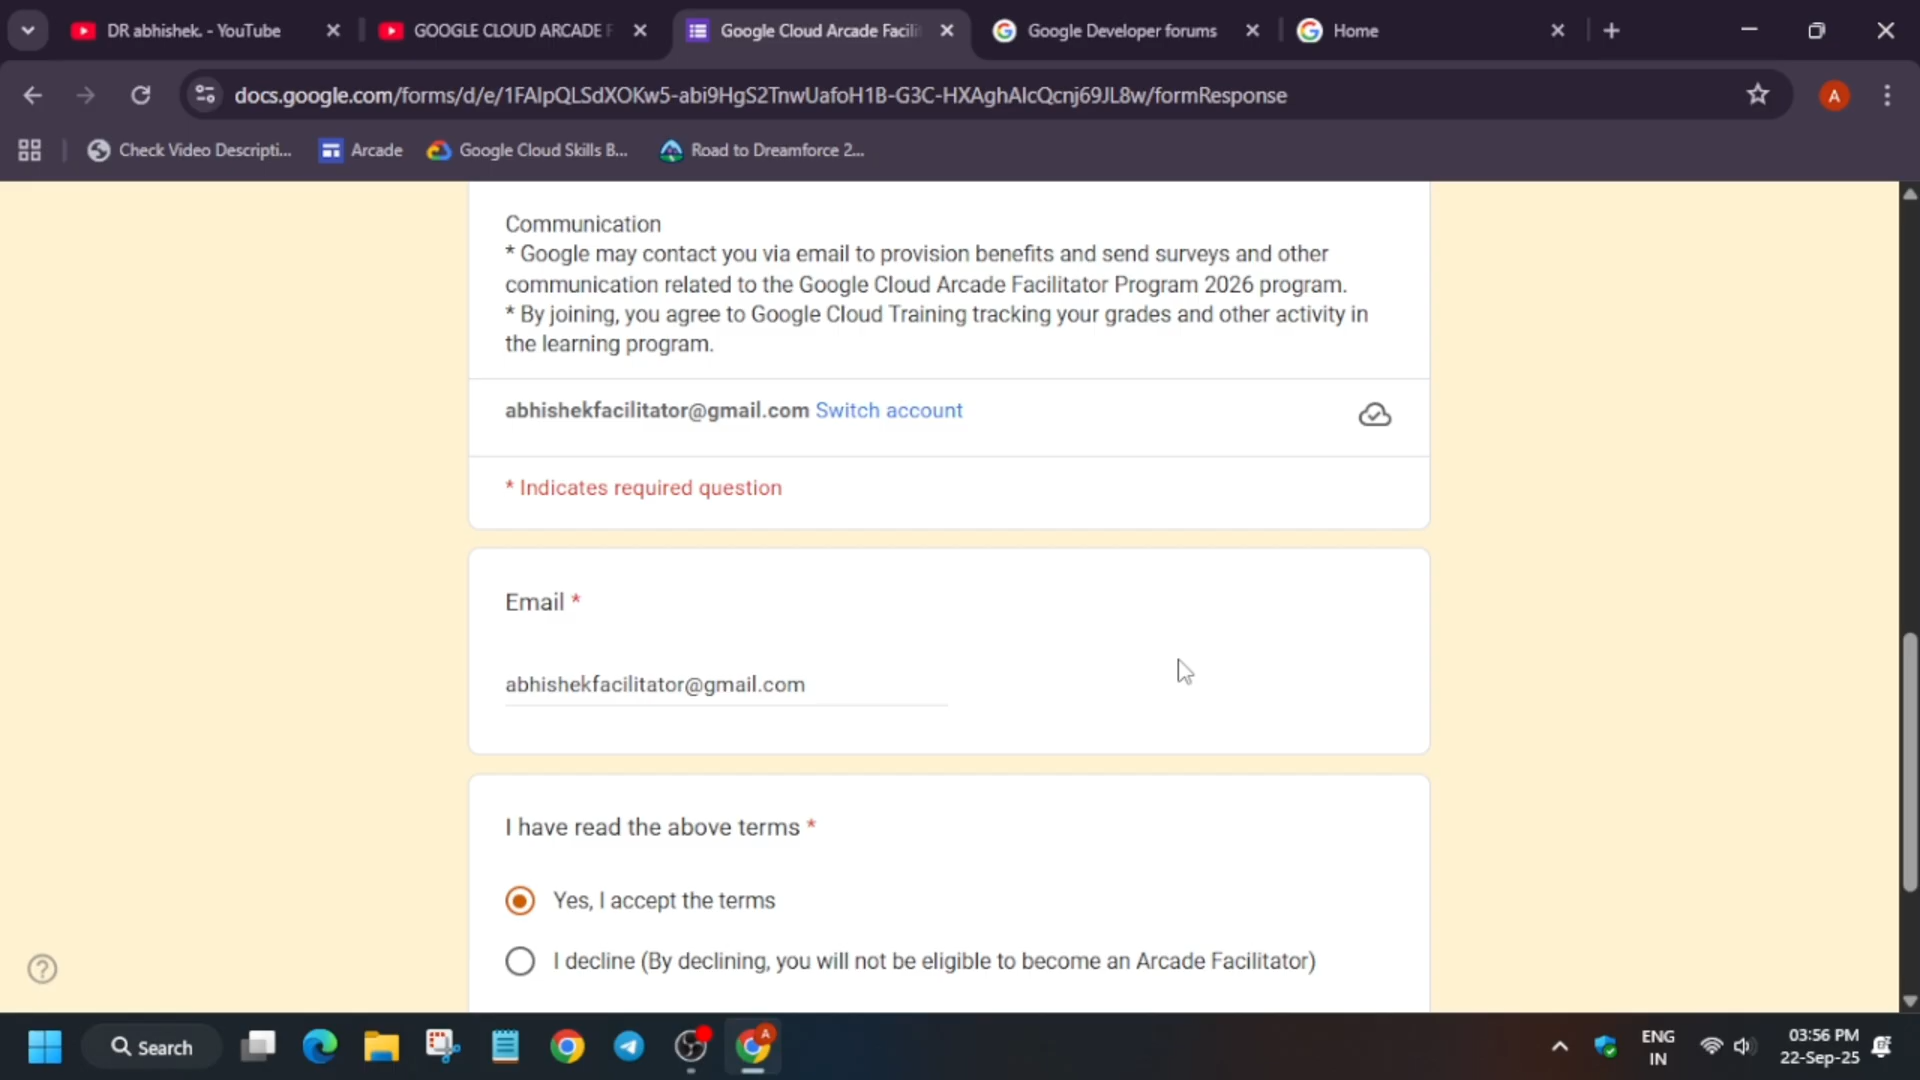 DR abhishek. - YouTube
GOOGLE CLOUD ARCADE F
Google Cloud Arcade Facili
Google Developer forums
Home
docs.google.com/forms/d/e/1FAIpQLSdXOKw5-abi9HgS2TnwUafoH1B-G3C-HXAghAIcQcnj69JL8w/formResponse
A
Check Video Descripti...
Arcade
Google Cloud Skills B...
Road to Dreamforce 2...
Communication
* Google may contact you via email to provision benefits and send surveys and other
communication related to the Google Cloud Arcade Facilitator Program 2026 program.
* By joining, you agree to Google Cloud Training tracking your grades and other activity in
the learning program.
abhishekfacilitator@gmail.com Switch account
* Indicates required question
Email *
abhishekfacilitator@gmail.com
I have read the above terms *
Yes, I accept the terms
I decline (By declining, you will not be eligible to become an Arcade Facilitator)
Search
A
ENG
IN
03:56 PM
22-Sep-25